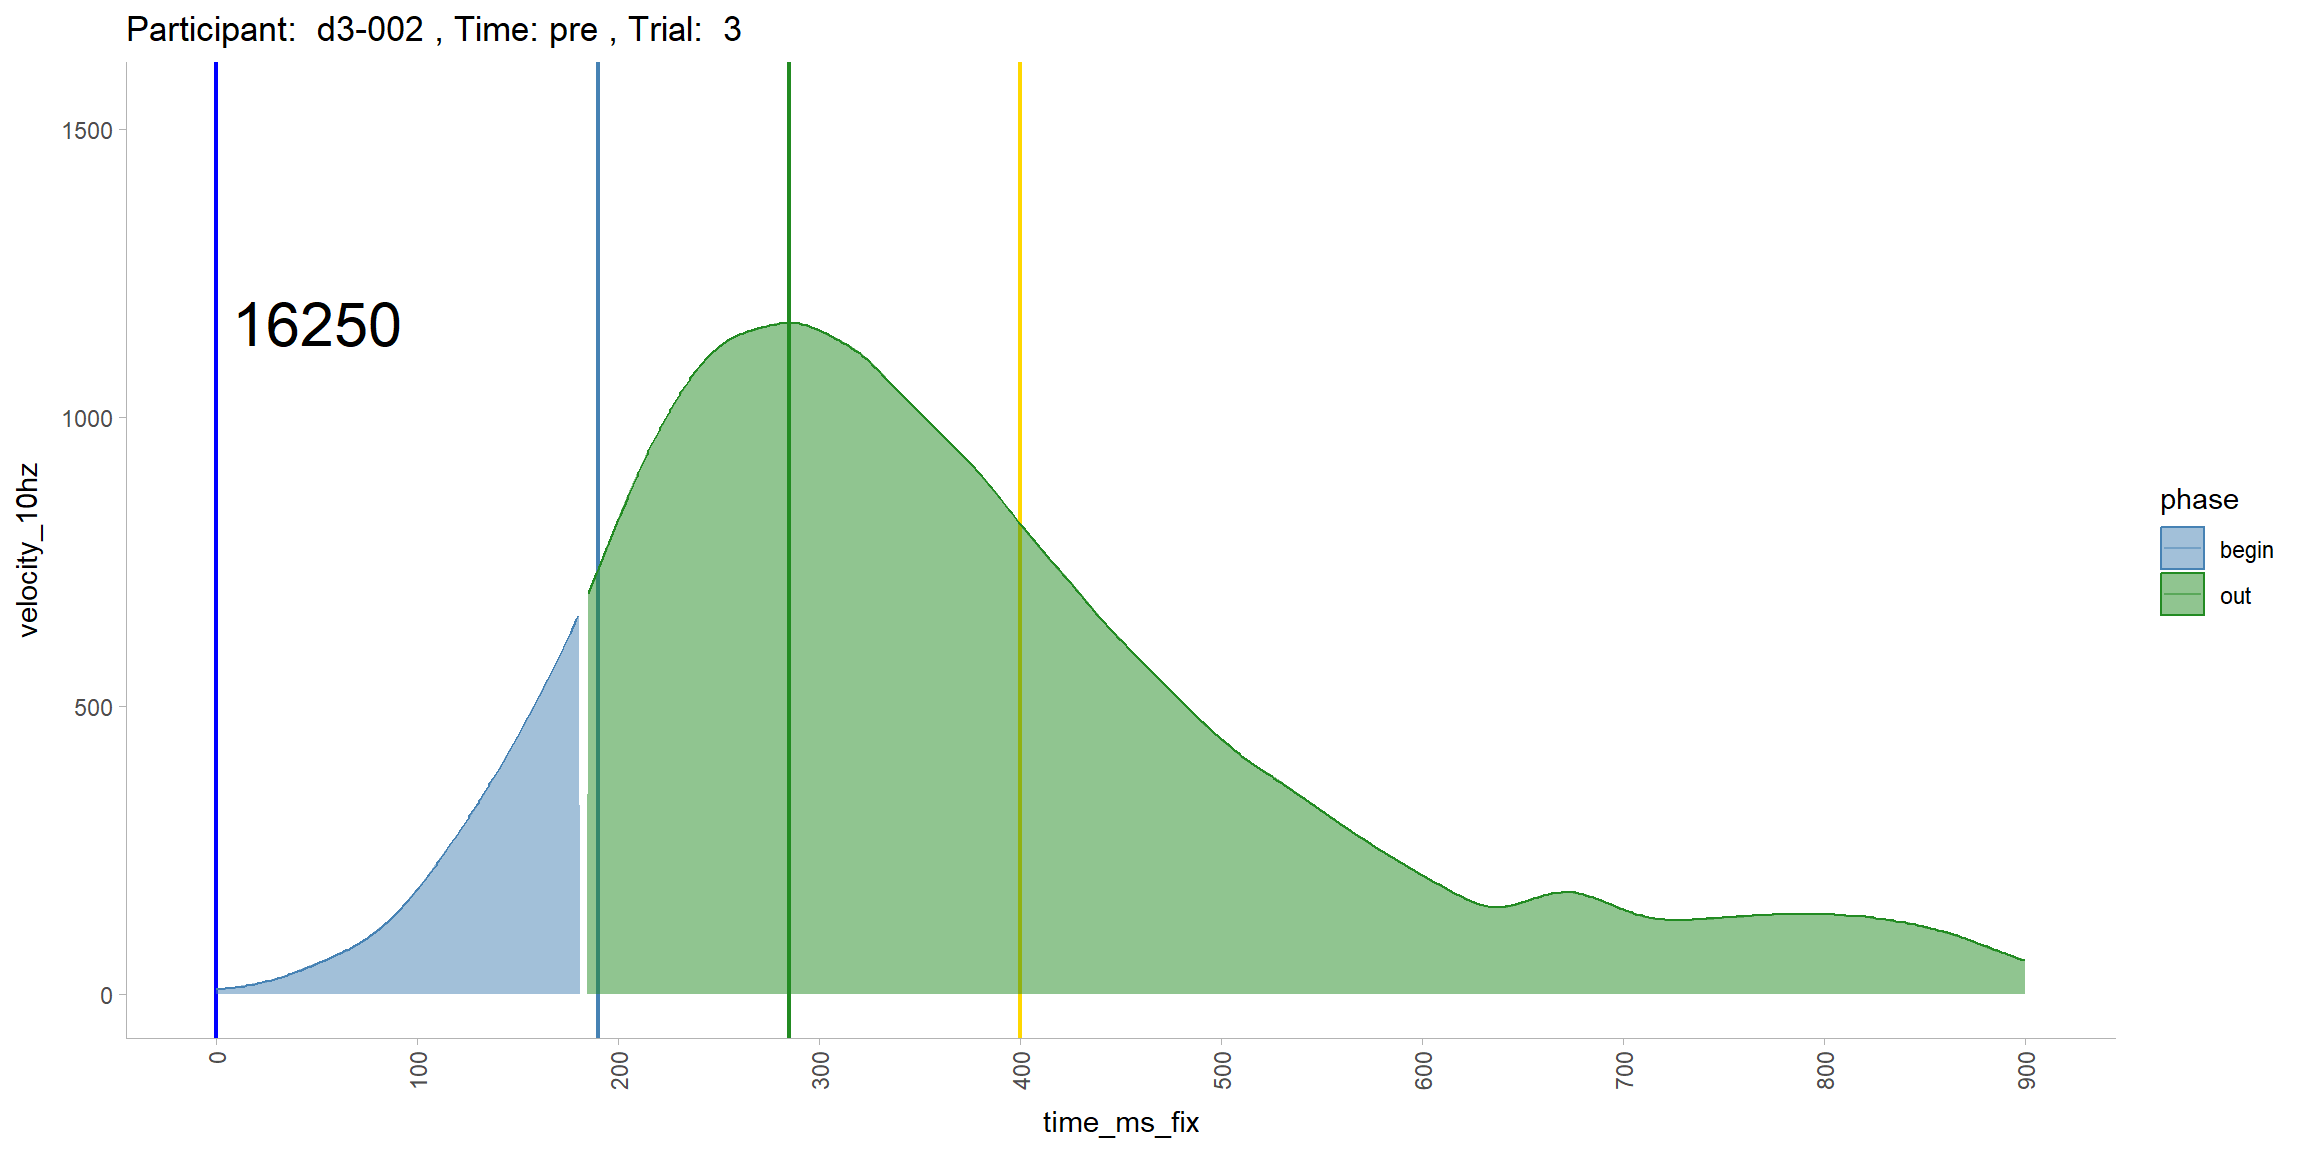 Participant:  d3-002 , Time: pre , Trial:  3
1500
1000
500
0
velocity_10hz
16250
0 100 200 300 400 500 600 700 800 900
time_ms_fix
phase
begin
out